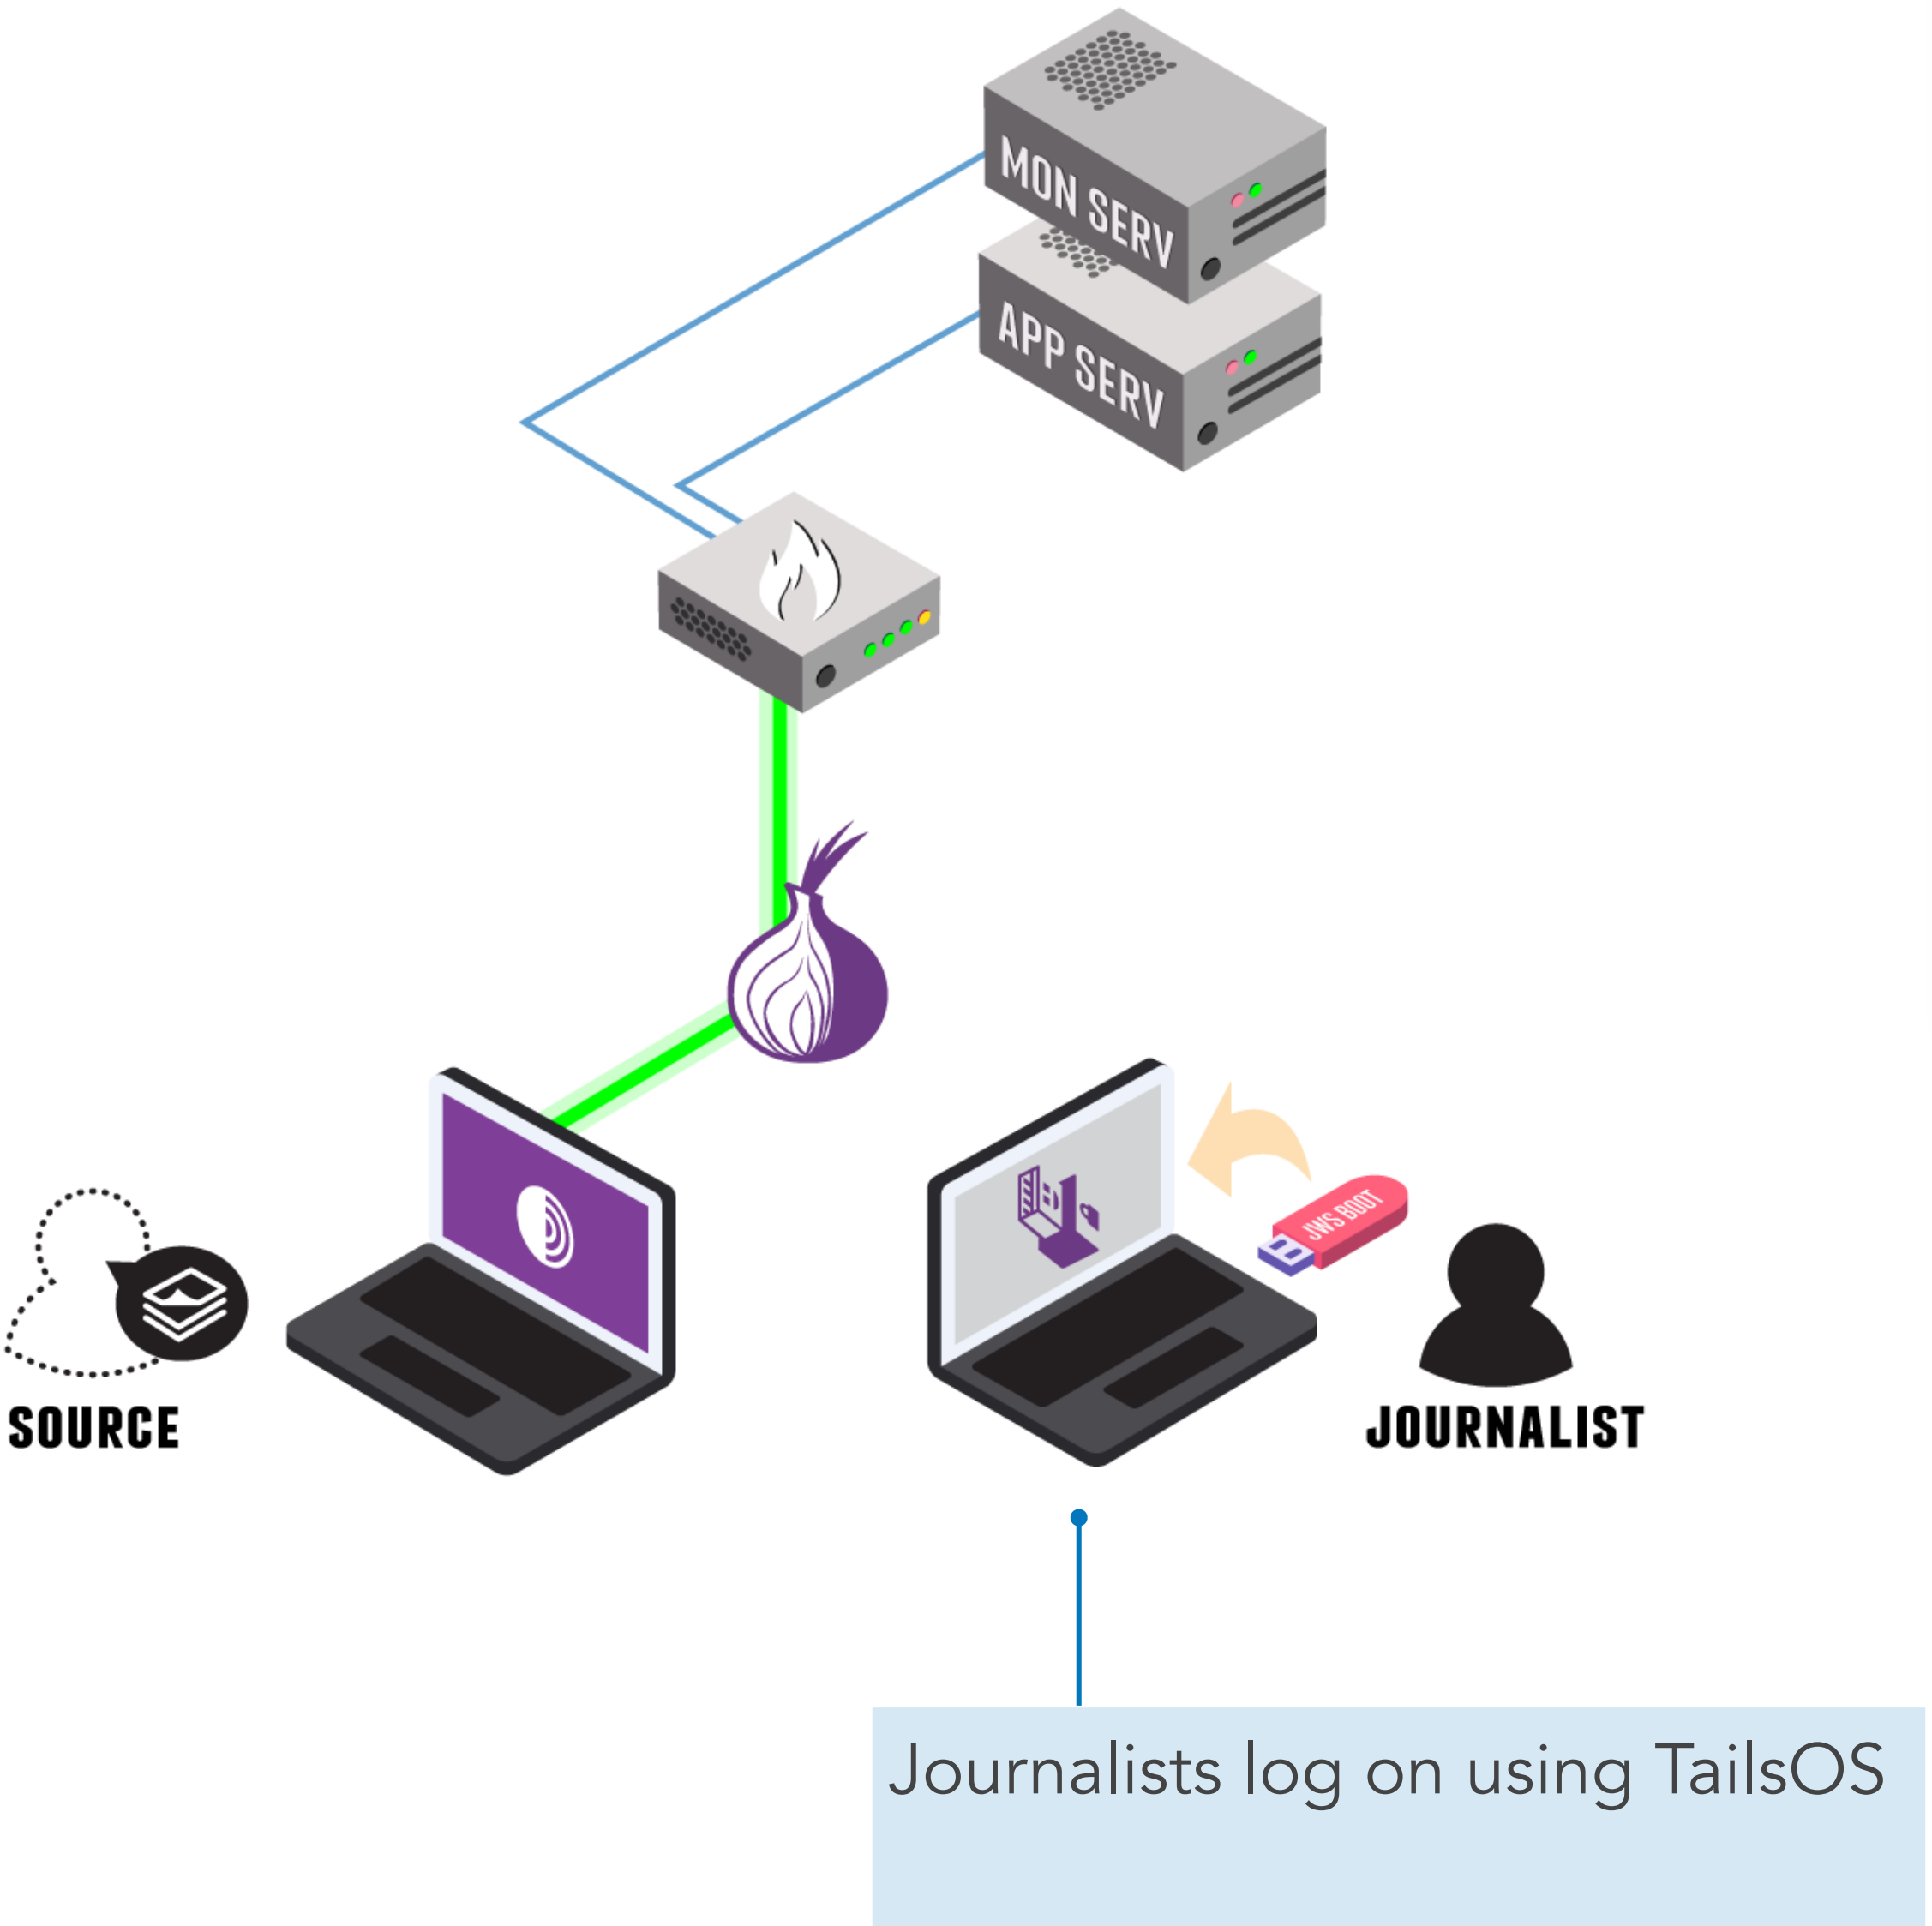 MON SERV
APP SERV
JWS BOOT
SOURCE
JOURNALIST
Journalists log on using TailsOS